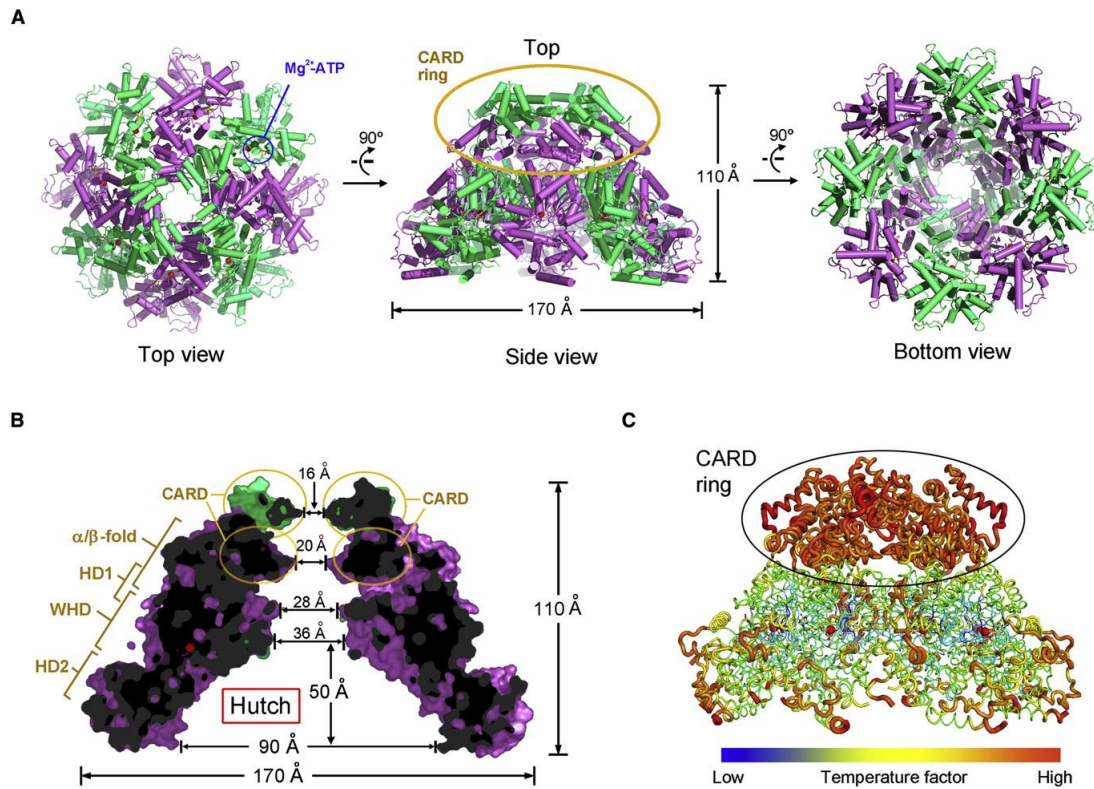 A
Mg²⁺-ATP
90°
CARD
ring
Top
110 Å
170 Å
90°
Top view
Side view
Bottom view
B
16 Å
CARD
CARD
20 Å
α/β-fold
HD1
WHD
HD2
28 Å
36 Å
50 Å
Hutch
90 Å
170 Å
110 Å
C
CARD
ring
Low
Temperature factor
High